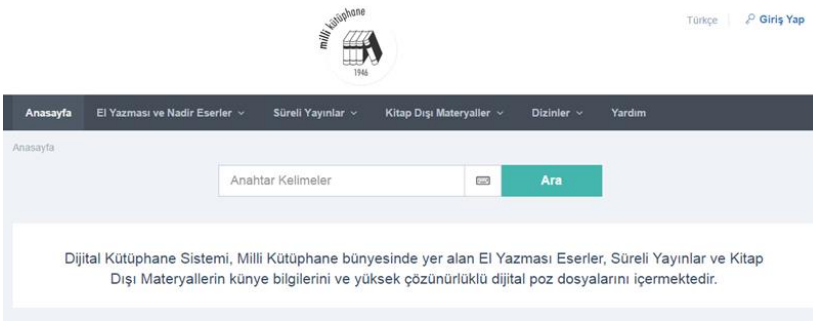 milli kütüphane
1946
Türkçe
Giriş Yap
Anasayfa
El Yazması ve Nadir Eserler
Süreli Yayınlar
Kitap Dışı Materyaller
Dizinler
Yardım
Anasayfa
Anahtar Kelimeler
Ara
Dijital Kütüphane Sistemi, Milli Kütüphane bünyesinde yer alan El Yazması Eserler, Süreli Yayınlar ve Kitap
Dışı Materyallerin künye bilgilerini ve yüksek çözünürlüklü dijital poz dosyalarını içermektedir.